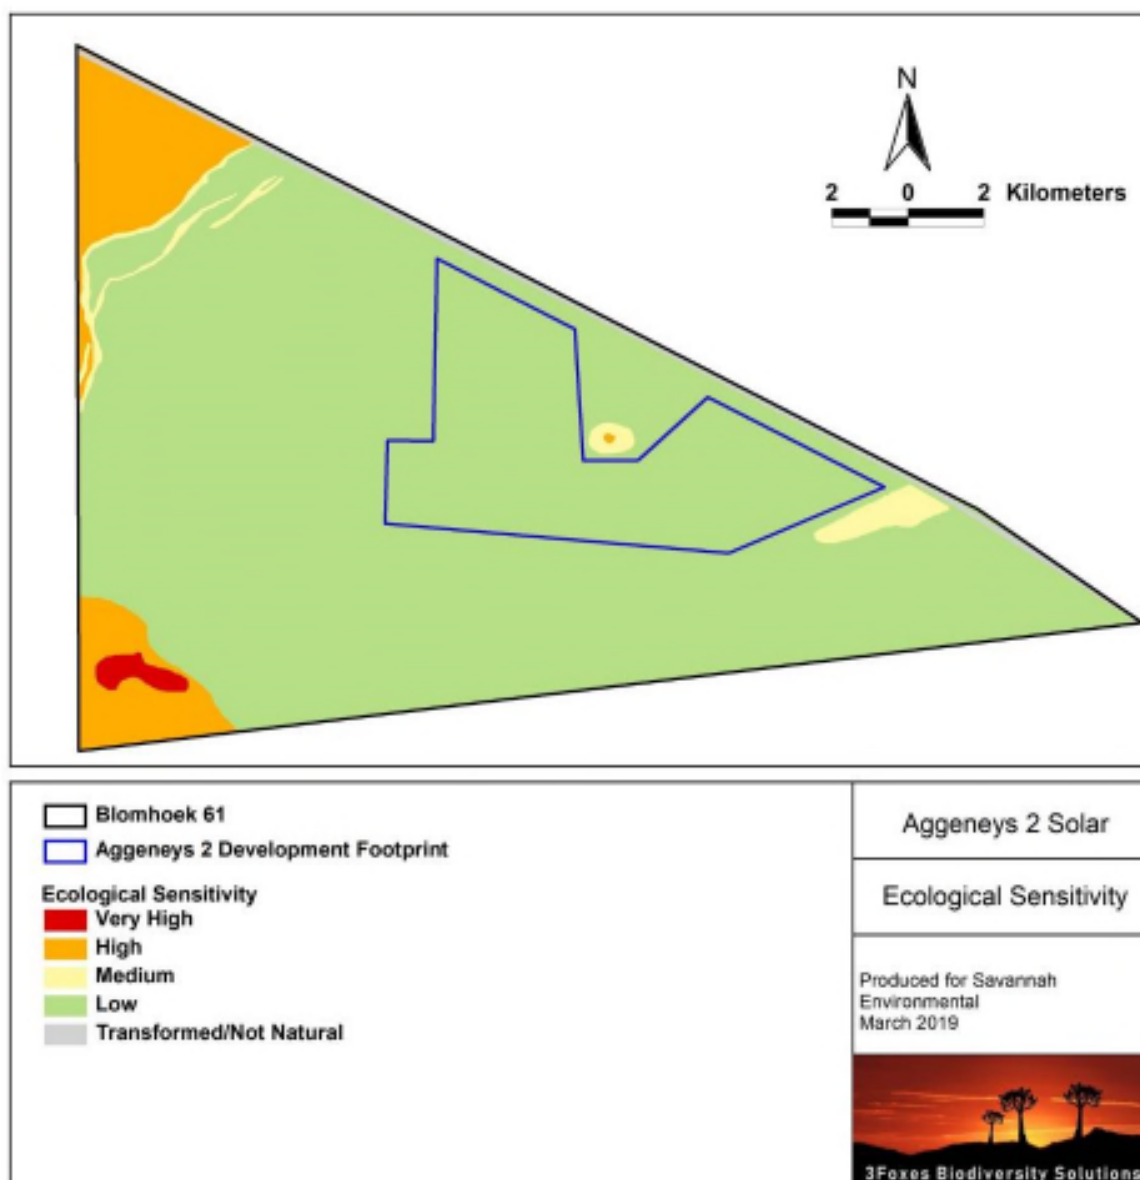 N
2 0 2 Kilometers
Blomhoek 61
Aggeneys 2 Development Footprint
Ecological Sensitivity
Very High
High
Medium
Low
Transformed/Not Natural
Aggeneys 2 Solar
Ecological Sensitivity
Produced for Savannah
Environmental
March 2019
3Foxes Biodiversity Solutions